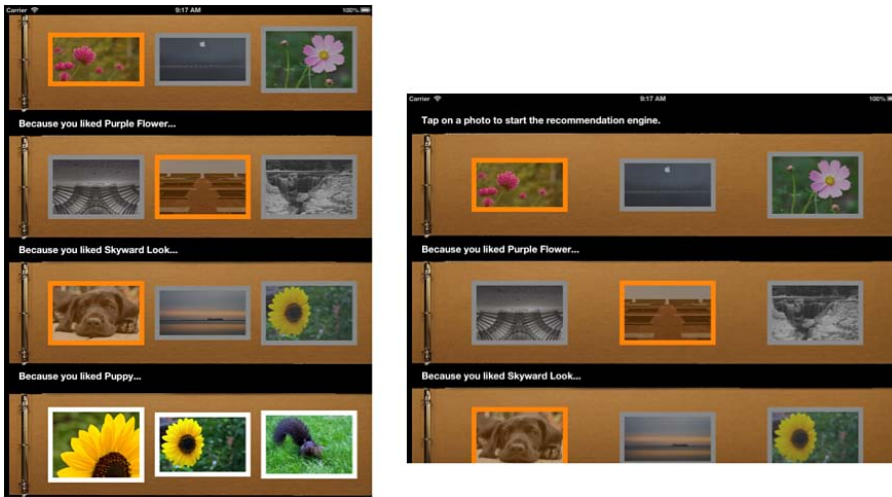 Carrier 9:17 AM 100%
Because you liked Purple Flower...
Because you liked Skyward Look...
Because you liked Puppy...
Carrier 9:17 AM 100%
Tap on a photo to start the recommendation engine.
Because you liked Purple Flower...
Because you liked Skyward Look...